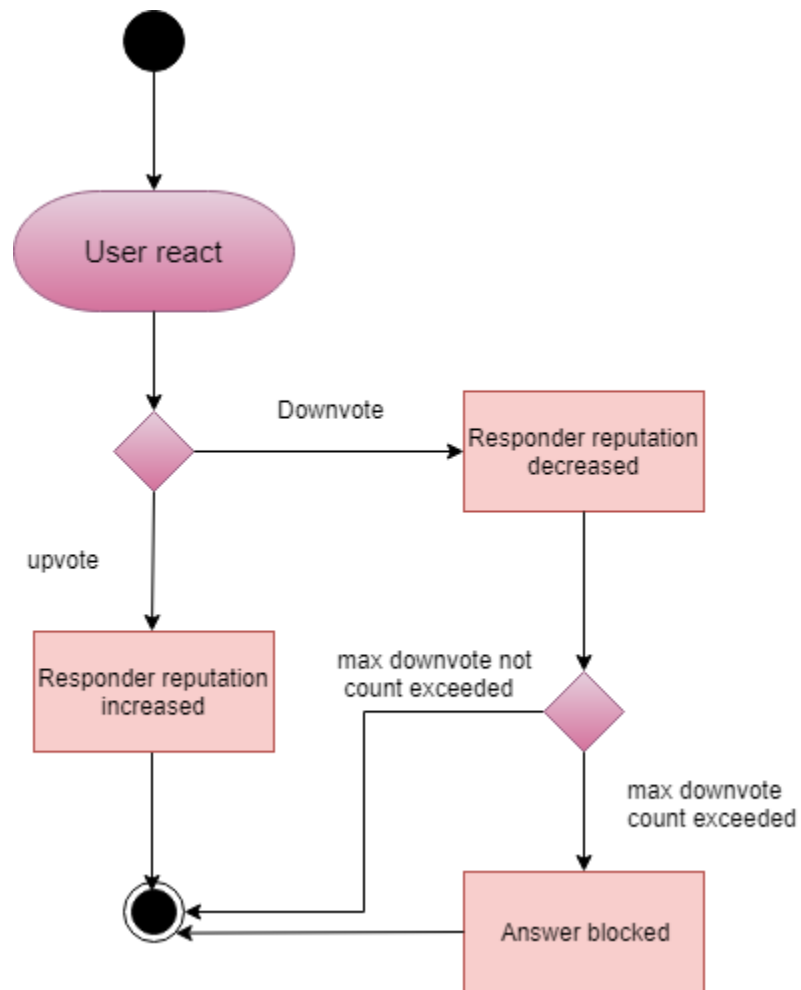 User react
Downvote
Responder reputation
decreased
upvote
Responder reputation
increased
max downvote not
count exceeded
max downvote
count exceeded
Answer blocked